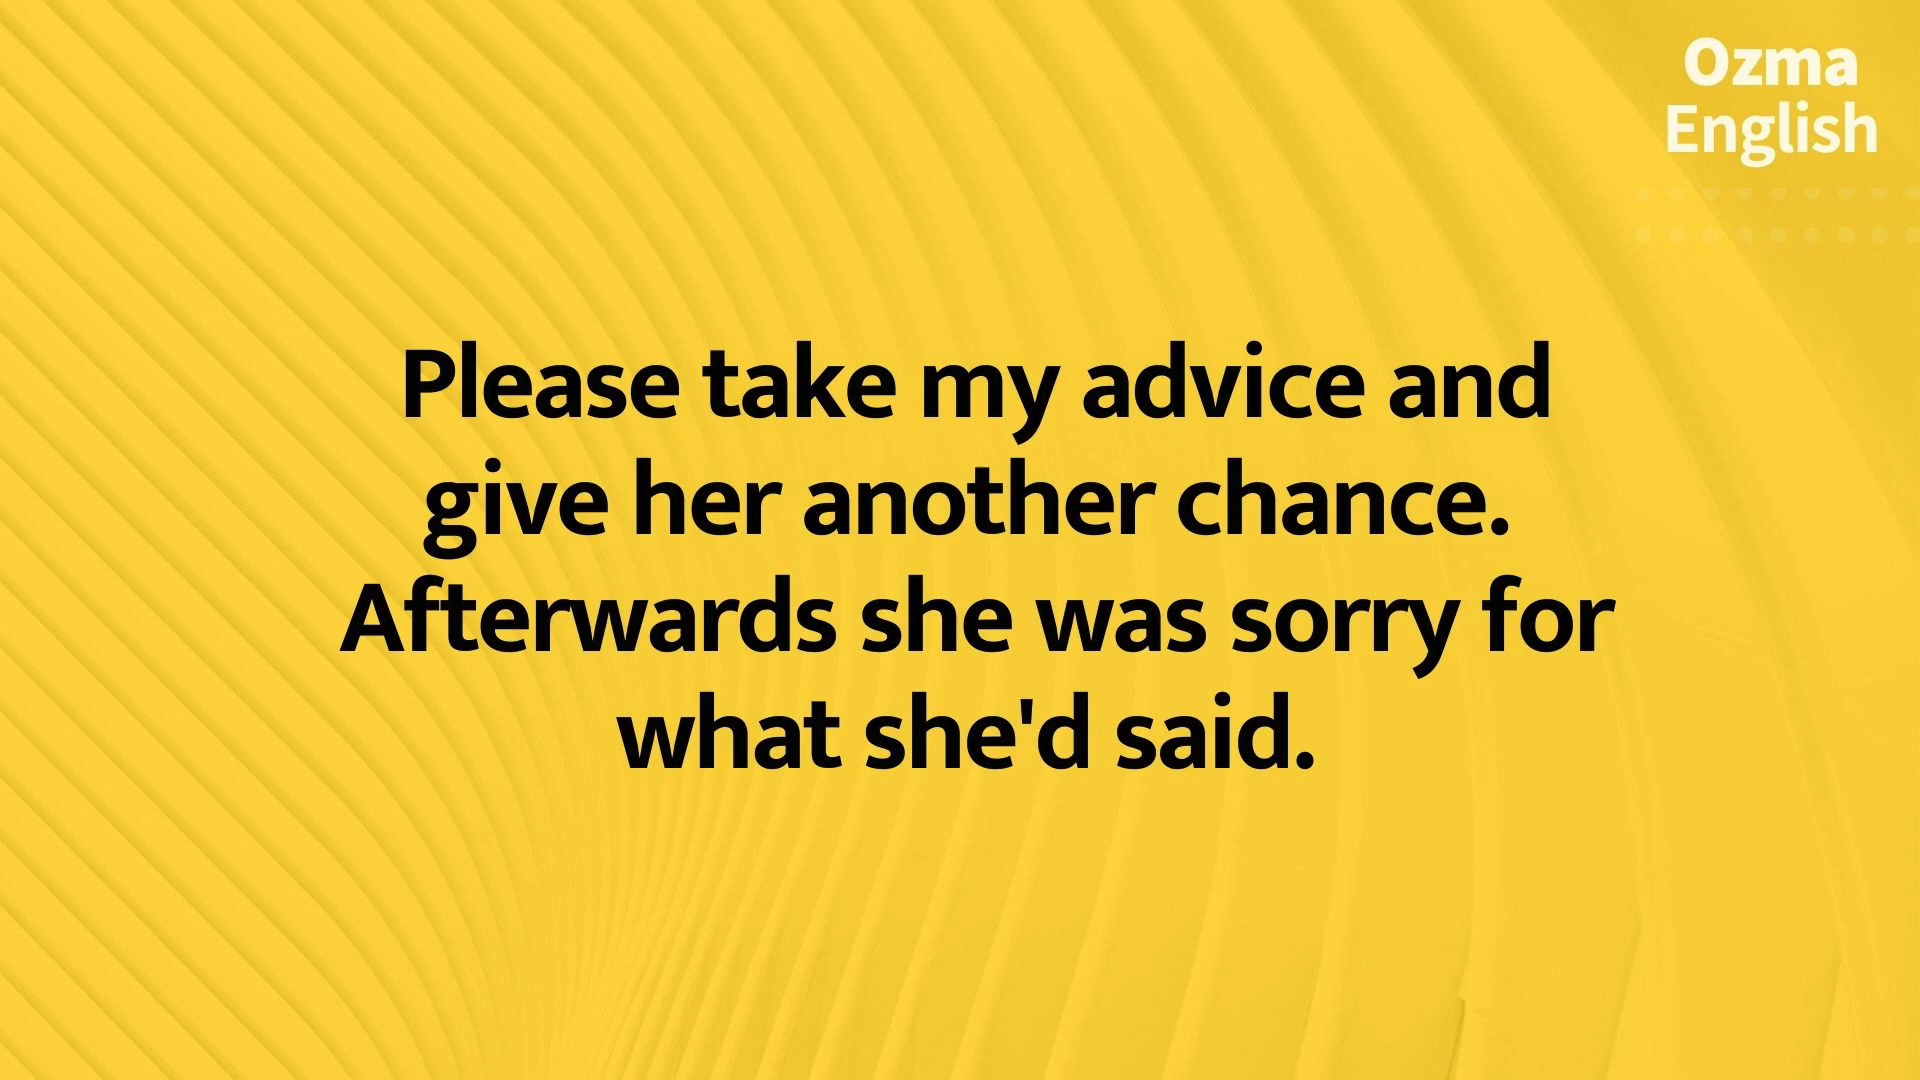 Ozma
English
Please take my advice and
give her another chance.
Afterwards she was sorry for
what she'd said.